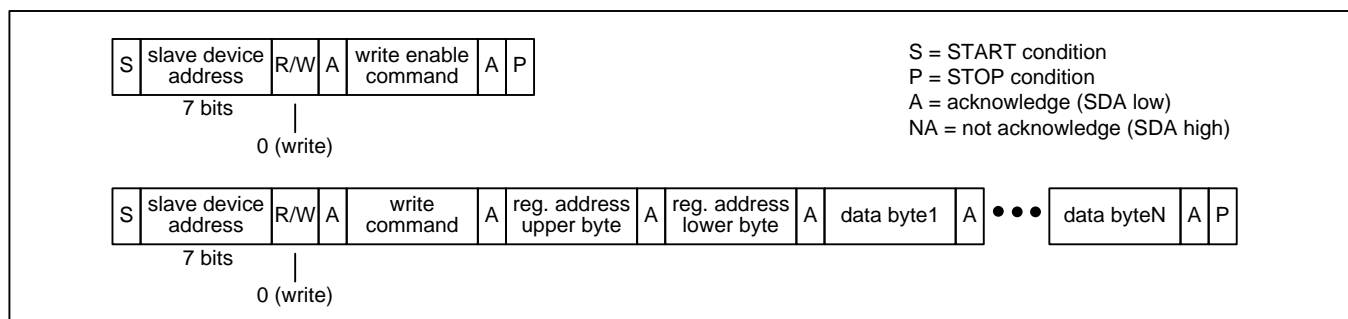 S slave device address R/W A write enable command A P
7 bits
0 (write)
S = START condition
P = STOP condition
A = acknowledge (SDA low)
NA = not acknowledge (SDA high)
S slave device address R/W A write command A reg. address upper byte A reg. address lower byte A data byte1 A ●●● data byteN A P
7 bits
0 (write)